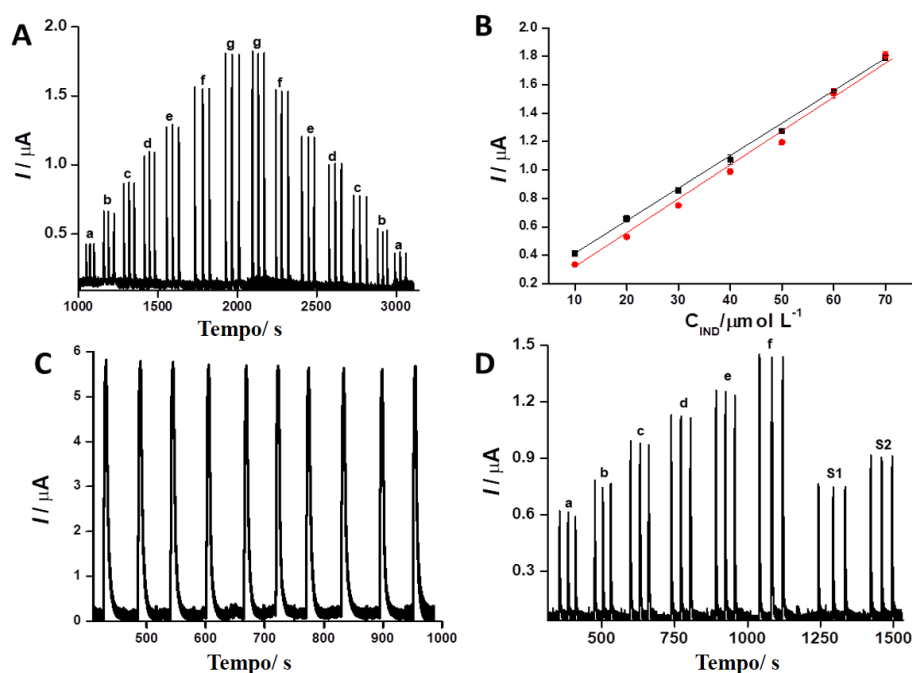 A
2.0
1.5
1.0
0.5
I / µA
a
b
c
d
e
f
g
g
f
e
d
c
b
a
1000
1500
2000
2500
3000
Tempo/ s
B
2.0
1.8
1.6
1.4
1.2
1.0
0.8
0.6
0.4
0.2
I / µA
10
20
30
40
50
60
70
C_IND/µmol L⁻¹
C
6
5
4
3
2
1
0
I / µA
500
600
700
800
900
1000
Tempo/ s
D
1.5
1.2
0.9
0.6
0.3
I / µA
a
b
c
d
e
f
S1
S2
500
750
1000
1250
1500
Tempo/ s